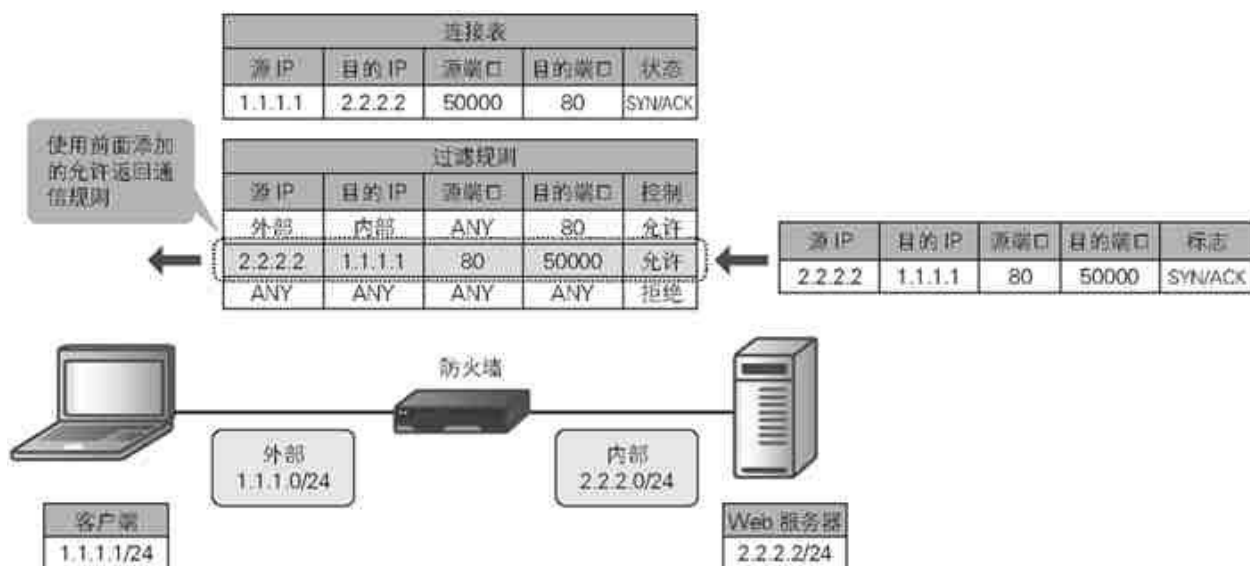 连接表
源 IP 目的 IP 源端口 目的端口 状态
1.1.1.1 2.2.2.2 50000 80 SYN/ACK
使用前面添加
的允许返回通
信规则
过滤规则
源 IP 目的 IP 源端口 目的端口 控制
外部 内部 ANY 80 允许
2.2.2.2 1.1.1.1 80 50000 允许
ANY ANY ANY ANY 拒绝
源 IP 目的 IP 源端口 目的端口 标志
2.2.2.2 1.1.1.1 80 50000 SYN/ACK
防火墙
外部
1.1.1.0/24
内部
2.2.2.0/24
客户端
1.1.1.1/24
Web 服务器
2.2.2.2/24